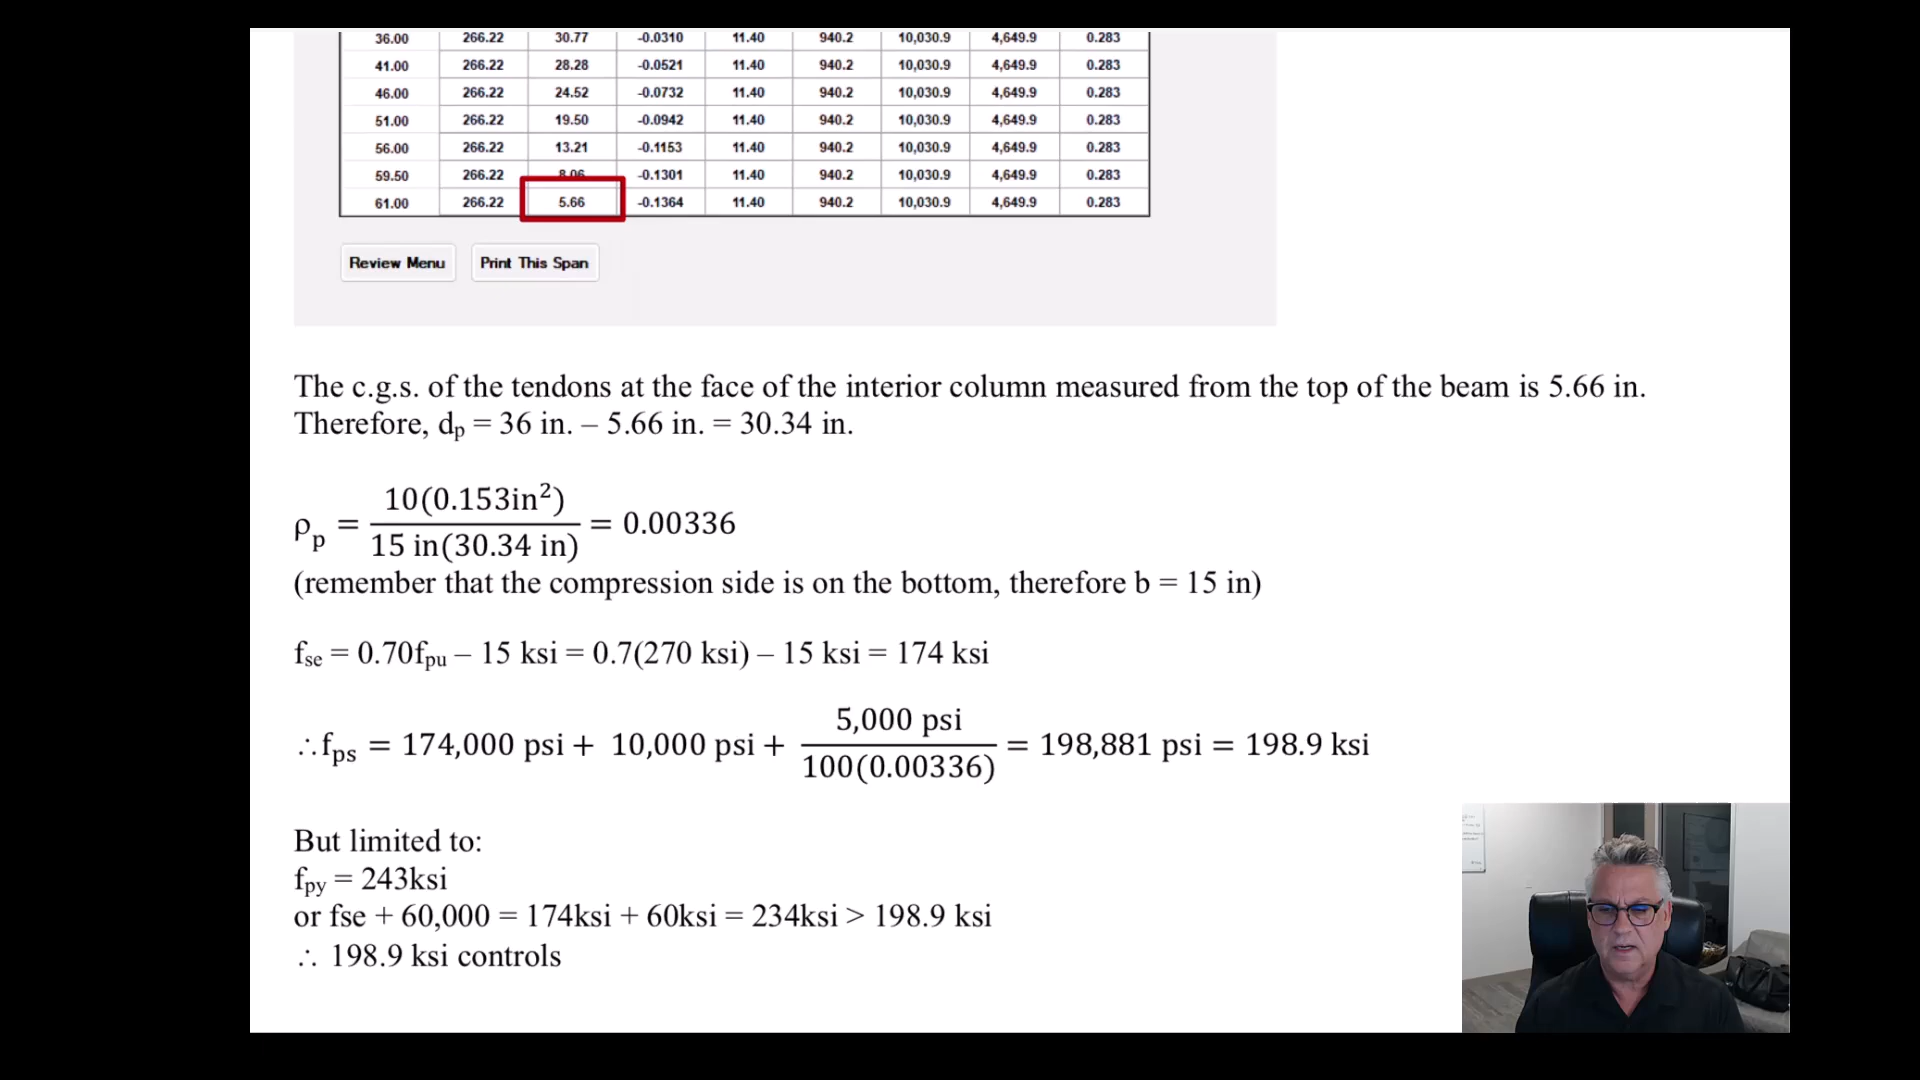 36.00 266.22 30.77 -0.0310 11.40 940.2 10,030.9 4,649.9 0.283
41.00 266.22 28.28 -0.0521 11.40 940.2 10,030.9 4,649.9 0.283
46.00 266.22 24.52 -0.0732 11.40 940.2 10,030.9 4,649.9 0.283
51.00 266.22 19.50 -0.0942 11.40 940.2 10,030.9 4,649.9 0.283
56.00 266.22 13.21 -0.1153 11.40 940.2 10,030.9 4,649.9 0.283
59.50 266.22 8.06 -0.1301 11.40 940.2 10,030.9 4,649.9 0.283
61.00 266.22 5.66 -0.1364 11.40 940.2 10,030.9 4,649.9 0.283
Review Menu Print This Span
The c.g.s. of the tendons at the face of the interior column measured from the top of the beam is 5.66 in.
Therefore, dp = 36 in. – 5.66 in. = 30.34 in.
ρp = 10(0.153in²) / 15 in(30.34 in) = 0.00336
(remember that the compression side is on the bottom, therefore b = 15 in)
fse = 0.70fpu – 15 ksi = 0.7(270 ksi) – 15 ksi = 174 ksi
∴fps = 174,000 psi + 10,000 psi + 5,000 psi / 100(0.00336) = 198,881 psi = 198.9 ksi
But limited to:
fpy = 243ksi
or fse + 60,000 = 174ksi + 60ksi = 234ksi > 198.9 ksi
∴ 198.9 ksi controls